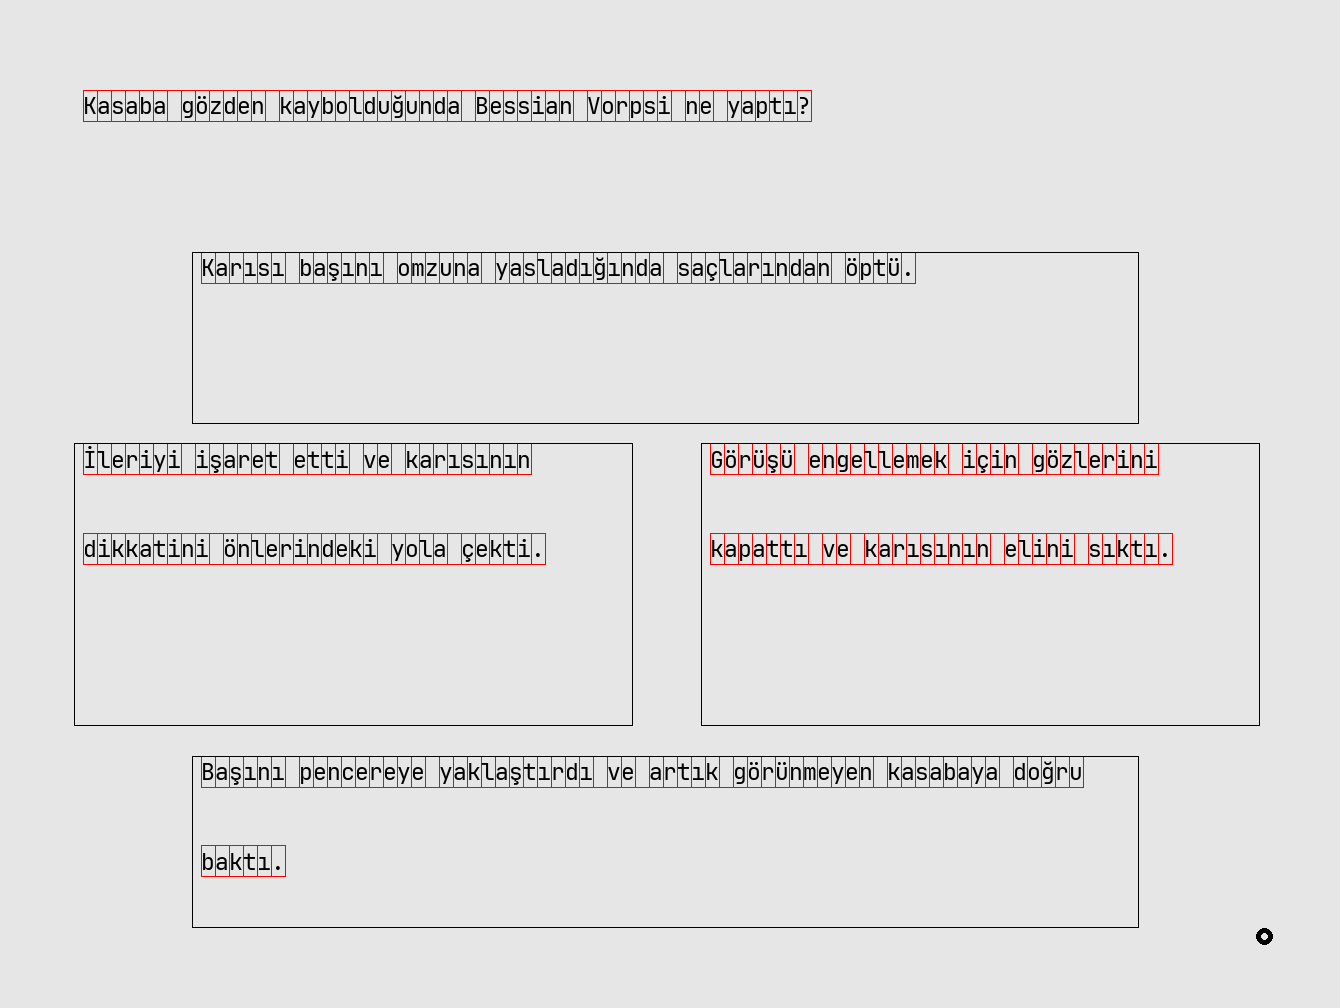 Kasaba gözden kaybolduğunda Bessian Vorpsi ne yaptı?
Karısı başını omzuna yasladığında saçlarından öptü.
İleriyi işaret etti ve karısının
dikkatini önlerindeki yola çekti.
Görüşü engellemek için gözlerini
kapattı ve karısının elini sıktı.
Başını pencereye yaklaştırdı ve artık görünmeyen kasabaya doğru
baktı.